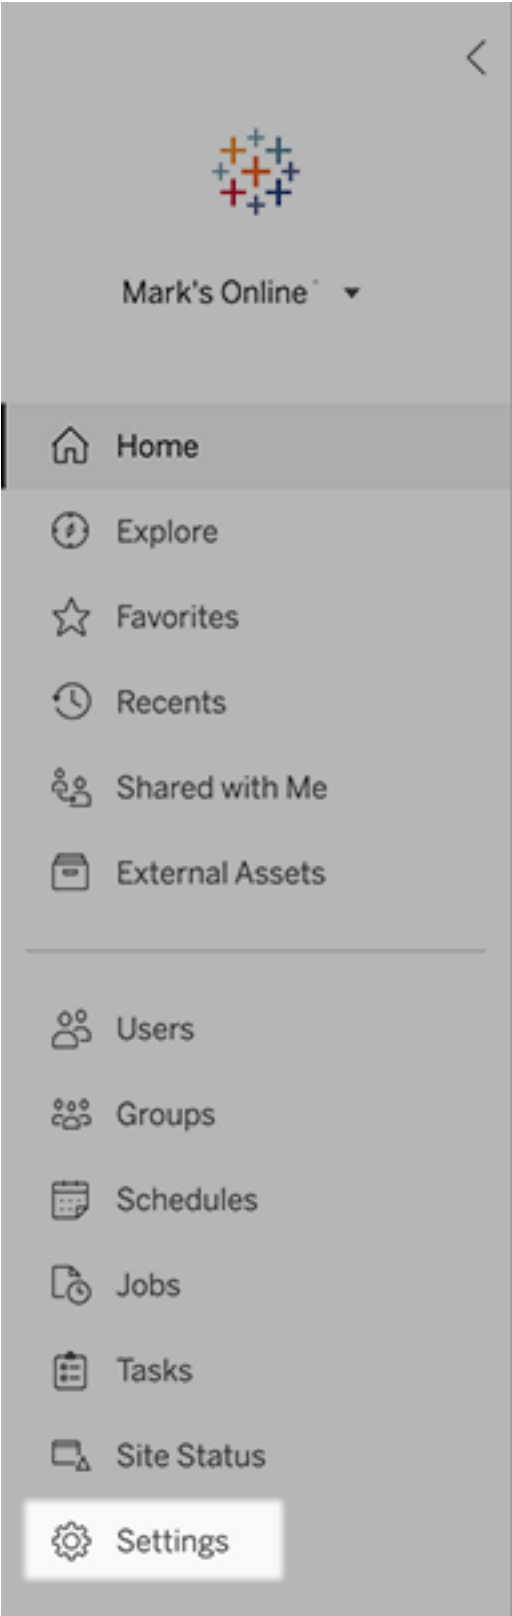 Mark's Online
Home
Explore
Favorites
Recents
Shared with Me
External Assets
Users
Groups
Schedules
Jobs
Tasks
Site Status
Settings